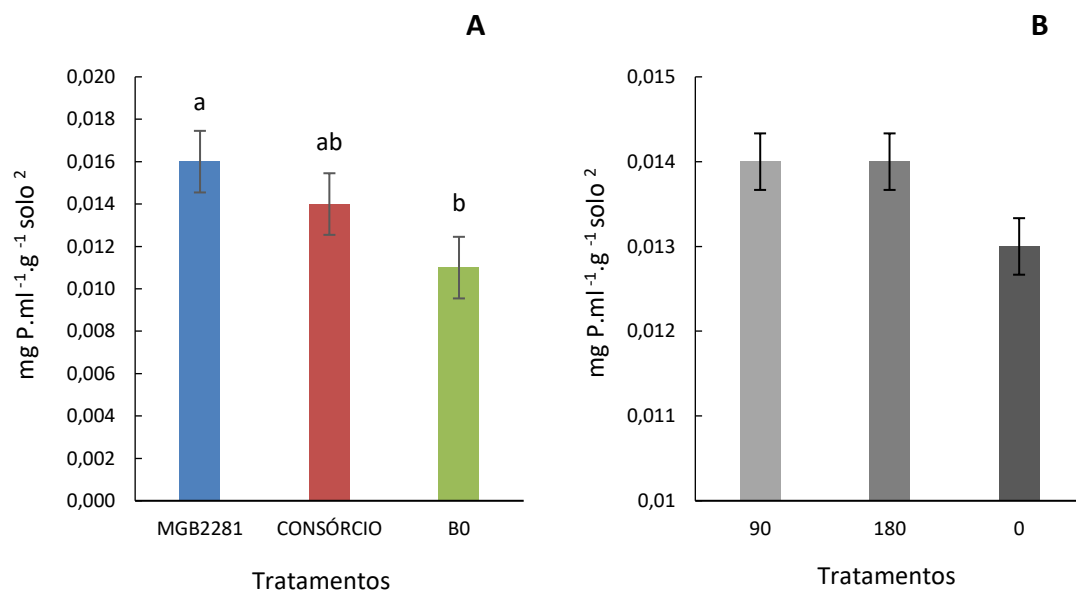 A
mg P.ml ⁻¹.g ⁻¹ solo ²
0,020
0,018
0,016
0,014
0,012
0,010
0,008
0,006
0,004
0,002
0,000
a
ab
b
MGB2281 CONSÓRCIO B0
Tratamentos
B
mg P.ml ⁻¹.g ⁻¹ solo ²
0,015
0,014
0,013
0,012
0,011
0,01
90 180 0
Tratamentos